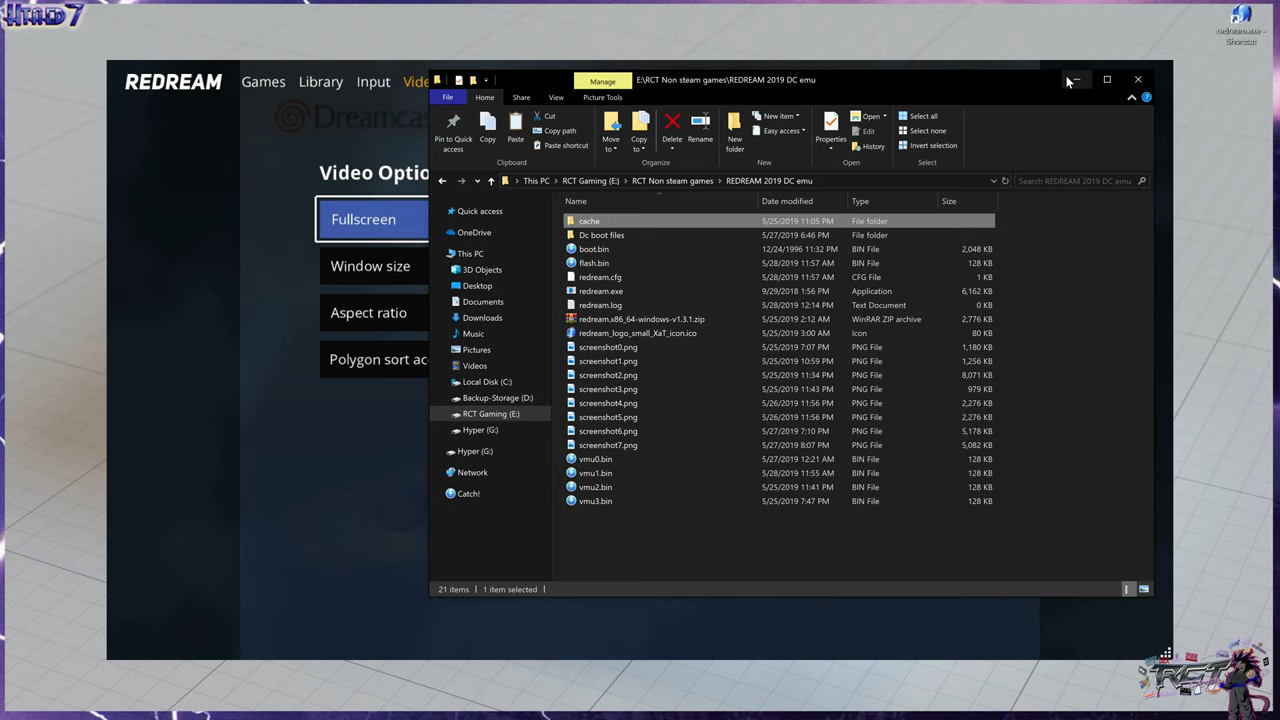 Htaed7
redream.exe -
Shortcut
REDREAM Games Library Input Vide
Dreamcas
Video Optio
Fullscreen
Window size
Aspect ratio
Polygon sort ac
Manage E:\RCT Non steam games\REDREAM 2019 DC emu
File Home Share View Picture Tools
Pin to Quick access
Copy
Paste
Cut
Copy path
Paste shortcut
Clipboard
Move to
Copy to
Delete
Rename
Organize
New folder
New item
Easy access
New
Properties
Open
Edit
History
Open
Select all
Select none
Invert selection
Select
This PC > RCT Gaming (E:) > RCT Non steam games > REDREAM 2019 DC emu
Search REDREAM 2019 DC emu
Quick access
OneDrive
This PC
3D Objects
Desktop
Documents
Downloads
Music
Pictures
Videos
Local Disk (C:)
Backup-Storage (D:)
RCT Gaming (E:)
Hyper (G:)
Hyper (G:)
Network
Catch!
Name Date modified Type Size
cache 5/25/2019 11:05 PM File folder
Dc boot files 5/27/2019 6:46 PM File folder
boot.bin 12/24/1996 11:32 PM BIN File 2,048 KB
flash.bin 5/28/2019 11:57 AM BIN File 128 KB
redream.cfg 5/28/2019 11:57 AM CFG File 1 KB
redream.exe 9/29/2018 1:56 PM Application 6,162 KB
redream.log 5/28/2019 12:14 PM Text Document 0 KB
redream.x86_64-windows-v1.3.1.zip 5/25/2019 2:12 AM WinRAR ZIP archive 2,776 KB
redream_logo_small_XaT_icon.ico 5/25/2019 3:00 AM Icon 80 KB
screenshot0.png 5/25/2019 7:07 PM PNG File 1,180 KB
screenshot1.png 5/25/2019 10:59 PM PNG File 1,256 KB
screenshot2.png 5/25/2019 11:34 PM PNG File 8,071 KB
screenshot3.png 5/25/2019 11:43 PM PNG File 979 KB
screenshot4.png 5/26/2019 11:56 PM PNG File 2,276 KB
screenshot5.png 5/26/2019 11:56 PM PNG File 2,276 KB
screenshot6.png 5/27/2019 7:10 PM PNG File 5,178 KB
screenshot7.png 5/27/2019 8:07 PM PNG File 5,082 KB
vmu0.bin 5/27/2019 12:21 AM BIN File 128 KB
vmu1.bin 5/28/2019 11:55 AM BIN File 128 KB
vmu2.bin 5/25/2019 11:41 PM BIN File 128 KB
vmu3.bin 5/25/2019 7:47 PM BIN File 128 KB
21 items 1 item selected
RCT